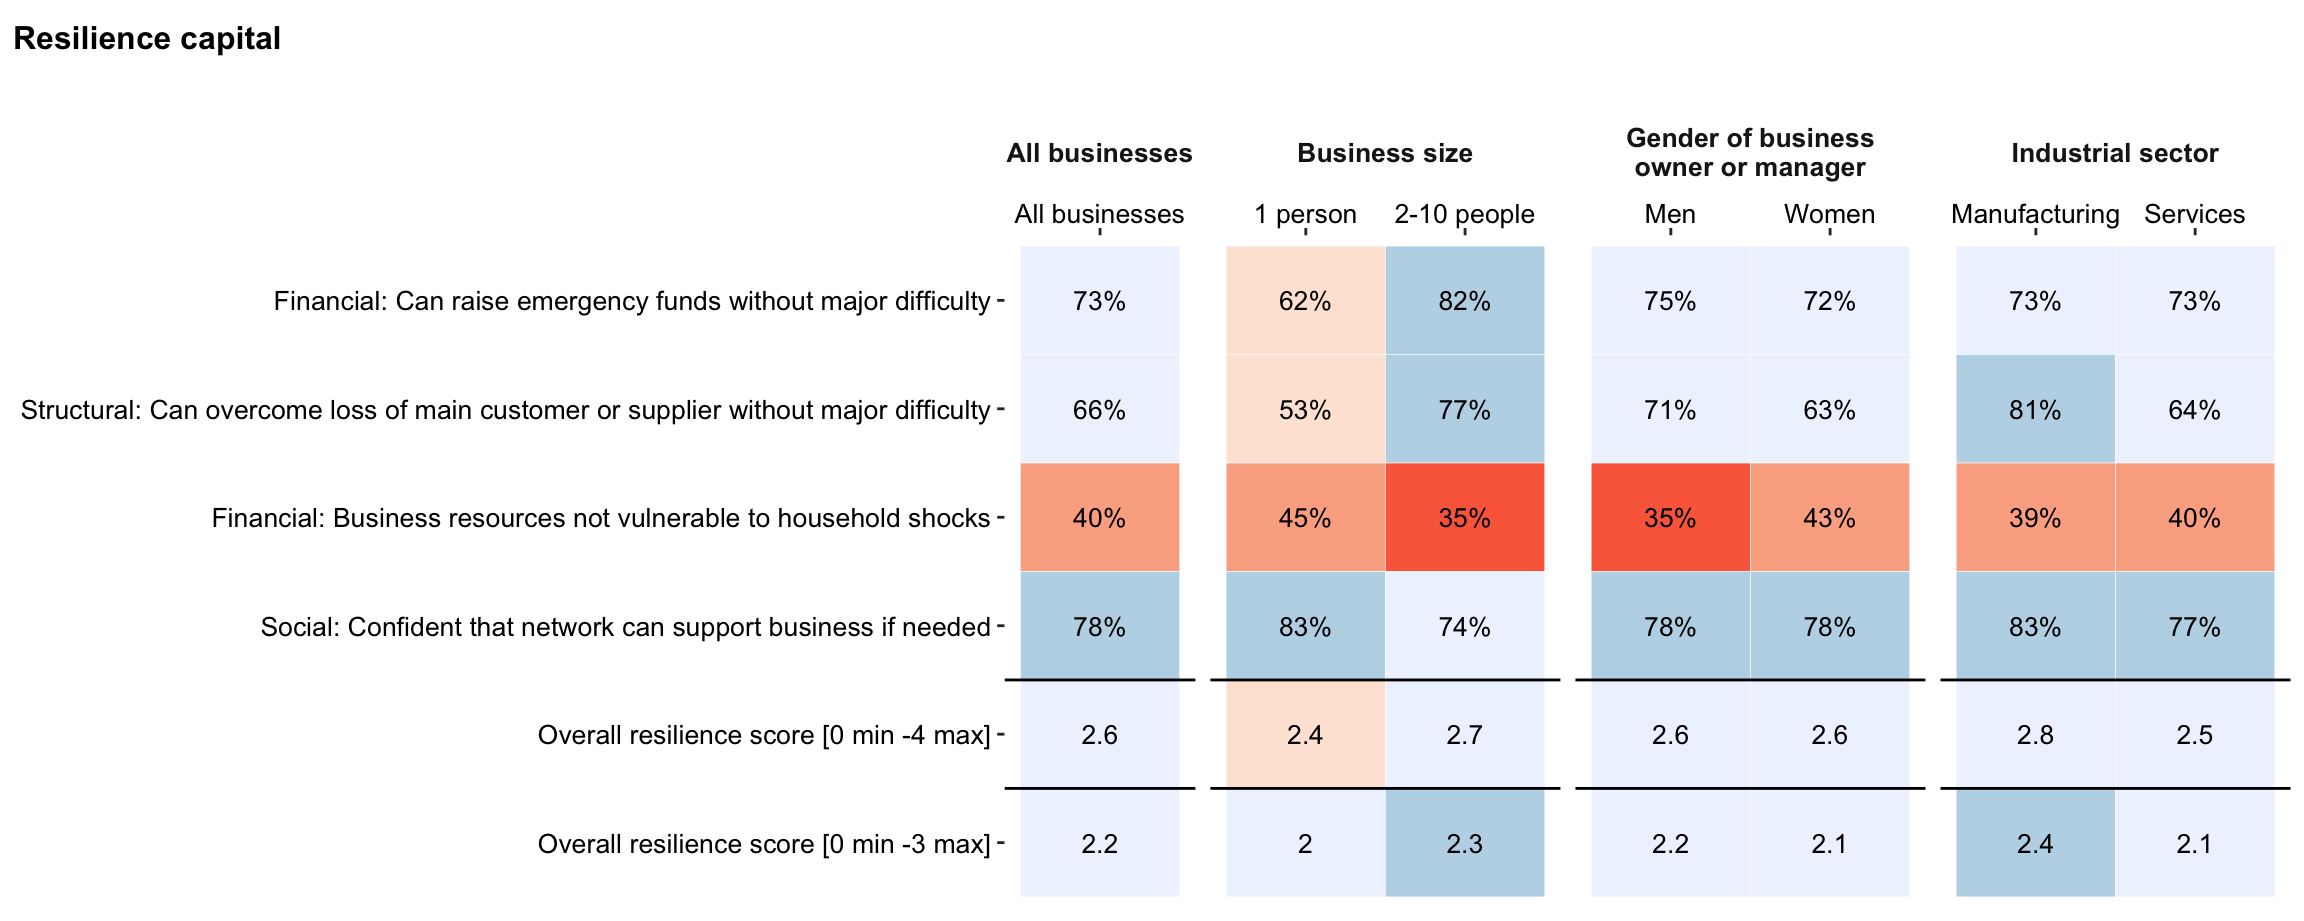 Resilience capital
All businesses Business size Gender of business owner or manager Industrial sector
All businesses 1 person 2-10 people Men Women Manufacturing Services
Financial: Can raise emergency funds without major difficulty 73% 62% 82% 75% 72% 73% 73%
Structural: Can overcome loss of main customer or supplier without major difficulty 66% 53% 77% 71% 63% 81% 64%
Financial: Business resources not vulnerable to household shocks 40% 45% 35% 35% 43% 39% 40%
Social: Confident that network can support business if needed 78% 83% 74% 78% 78% 83% 77%
Overall resilience score [0 min -4 max] 2.6 2.4 2.7 2.6 2.6 2.8 2.5
Overall resilience score [0 min -3 max] 2.2 2 2.3 2.2 2.1 2.4 2.1